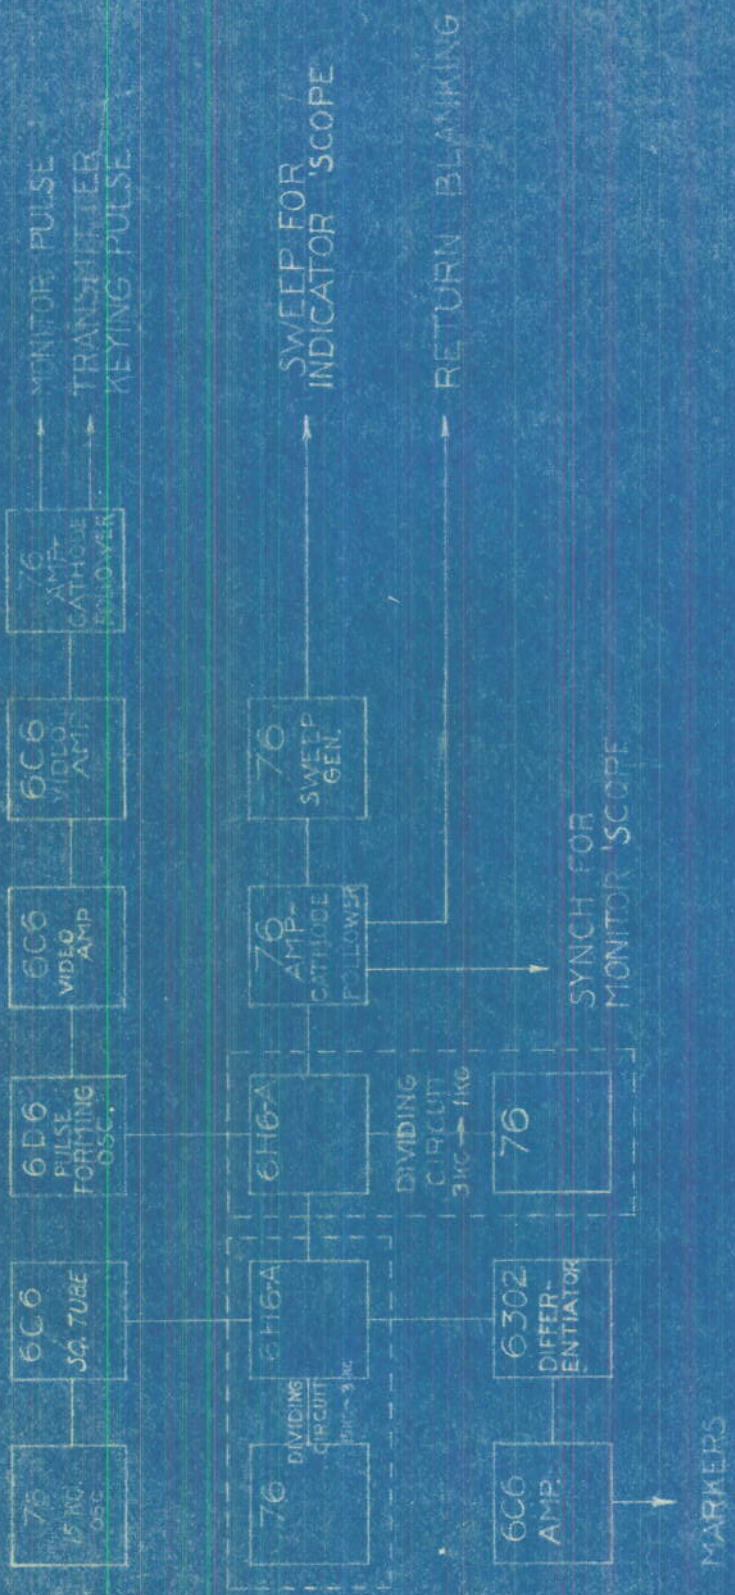 76
15 KC.
OSC
6C6
SQ. TUBE
6D6
PULSE
FORMING
OSC.
6C6
VIDEO
AMP
6C6
VIDEO
AMP.
76
AMP-
CATHODE
FOLLOWER
MONITOR PULSE
TRANSMITTER
KEYING PULSE
76
DIVIDING
CIRCUIT
6H6-A
6H6-A
76
AMP-
CATHODE
FOLLOWER
76
SWEEP
GEN.
SWEEP FOR
INDICATOR 'SCOPE
RETURN BLANKING
DIVIDING
CIRCUIT
3KC→1KC
76
SYNCH FOR
MONITOR 'SCOPE
6C6
AMP.
6302
DIFFER-
ENTIATOR
MARKERS